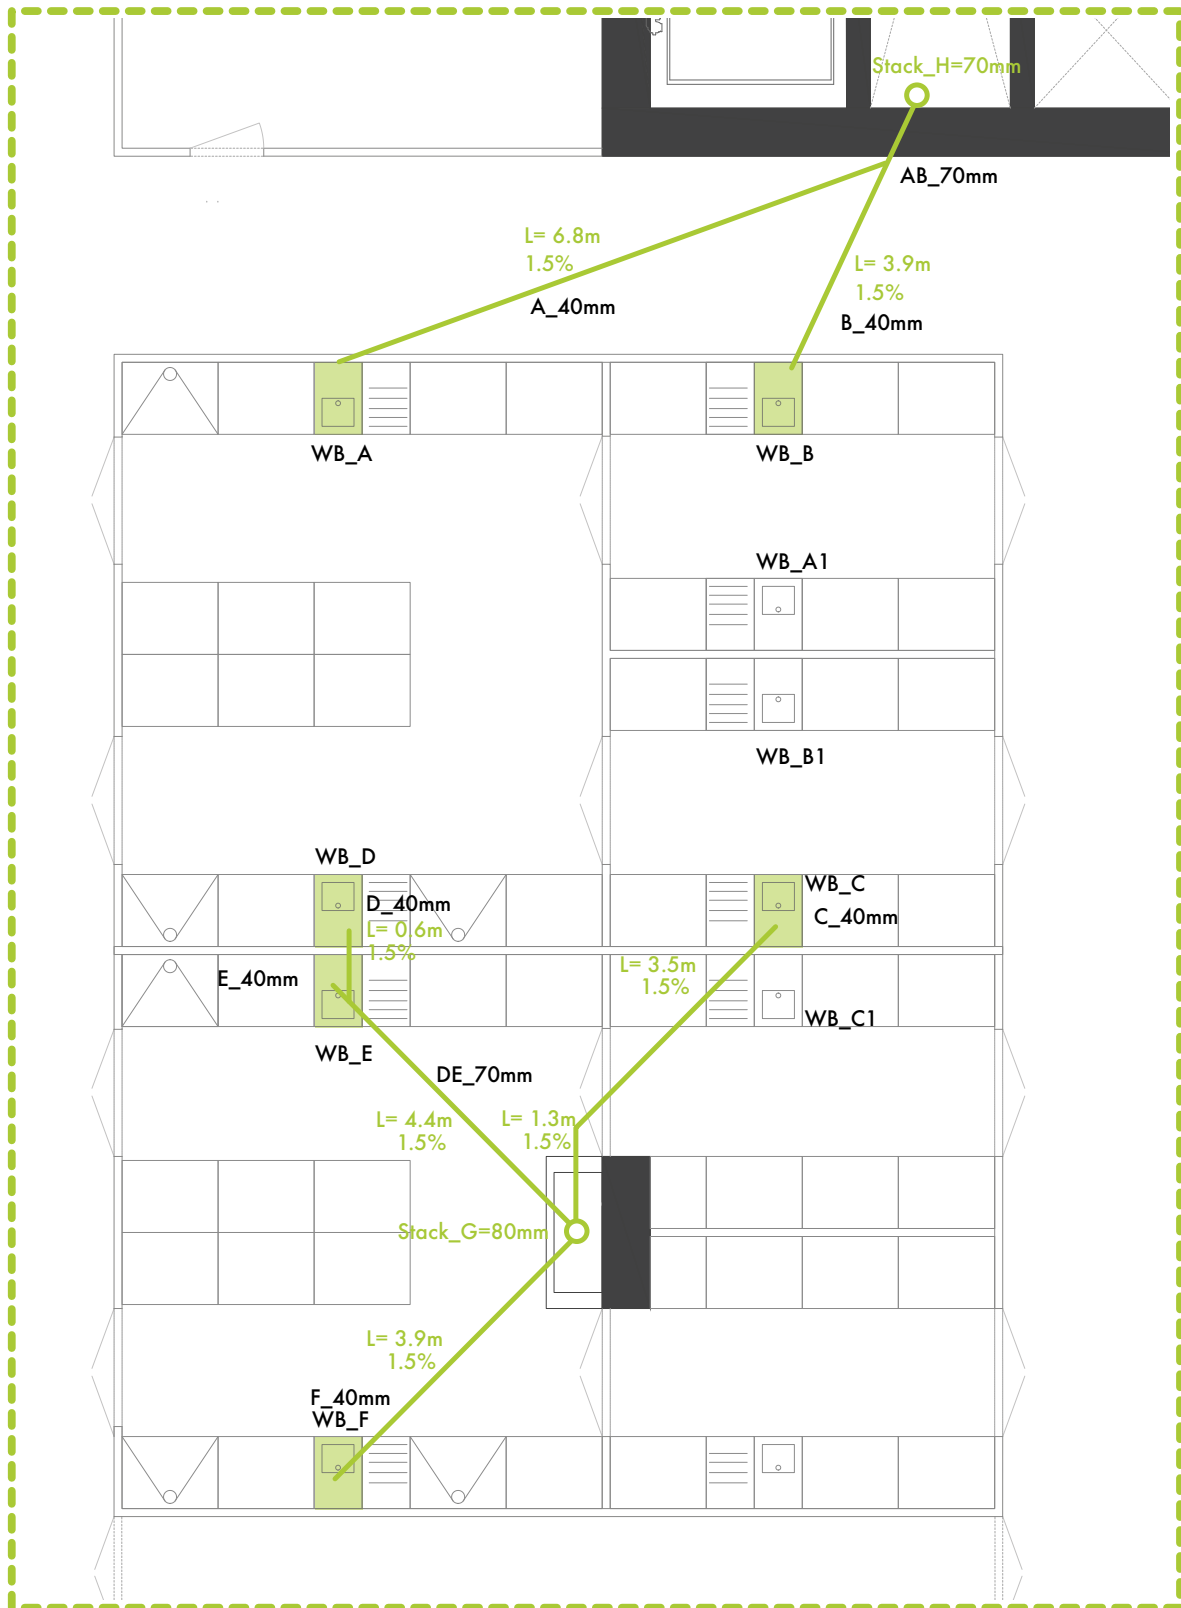 Stack_H=70mm
AB_70mm
L= 6.8m
1.5%
A_40mm
L= 3.9m
1.5%
B_40mm
WB_A
WB_B
WB_A1
WB_B1
WB_D
D_40mm
L= 0.6m
1.5%
WB_C
C_40mm
E_40mm
L= 3.5m
1.5%
WB_C1
WB_E
DE_70mm
L= 4.4m
1.5%
L= 1.3m
1.5%
Stack_G=80mm
L= 3.9m
1.5%
F_40mm
WB_F